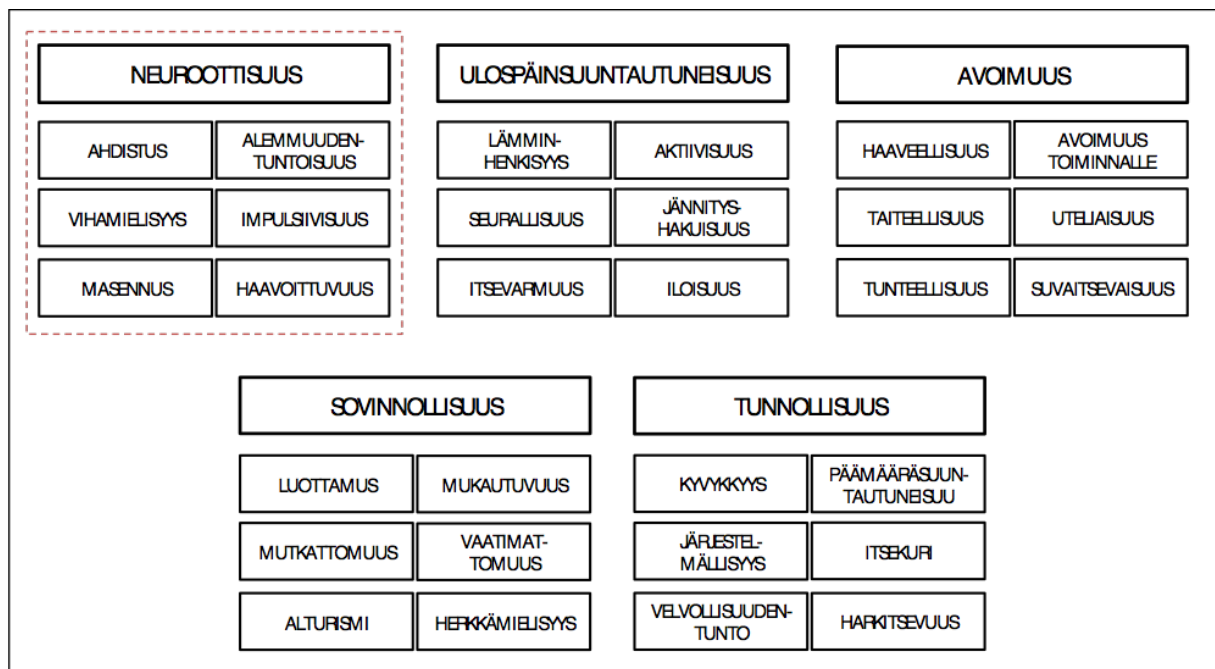 NEUROOTTISUUS
AHDISTUS
ALEMMUUDEN-
TUNTOISUUS
VIHAMIELISYYS
IMPULSIIVISUUS
MASENNUS
HAAVOITTUVUUS
ULOSPÄINSUUNTAUTUNEISUUS
LÄMMIN-
HENKISYYS
AKTIIVISUUS
SEURALLISUUS
JÄNNITYS-
HAKUISUUS
ITSEVARMUUS
ILOISUUS
AVOIMUUS
HAAVEELLISUUS
AVOIMUUS
TOIMINNALLE
TAITEELLISUUS
UTELIAISUUS
TUNTEELLISUUS
SUVAITSEVAISUUS
SOVINNOLLISUUS
LUOTTAMUS
MUKAUTUVUUS
MUTKATTOMUUS
VAATIMAT-
TOMUUS
ALTURISMI
HERKKÄMIELISYYS
TUNNOLLISUUS
KYVYKKYYS
PÄÄMÄÄRÄSUUN-
TAUTUNEISUU
JÄRJESTEL-
MÄLLISYYS
ITSEKURI
VELVOLLISUUDEN-
TUNTO
HARKITSEVUUS